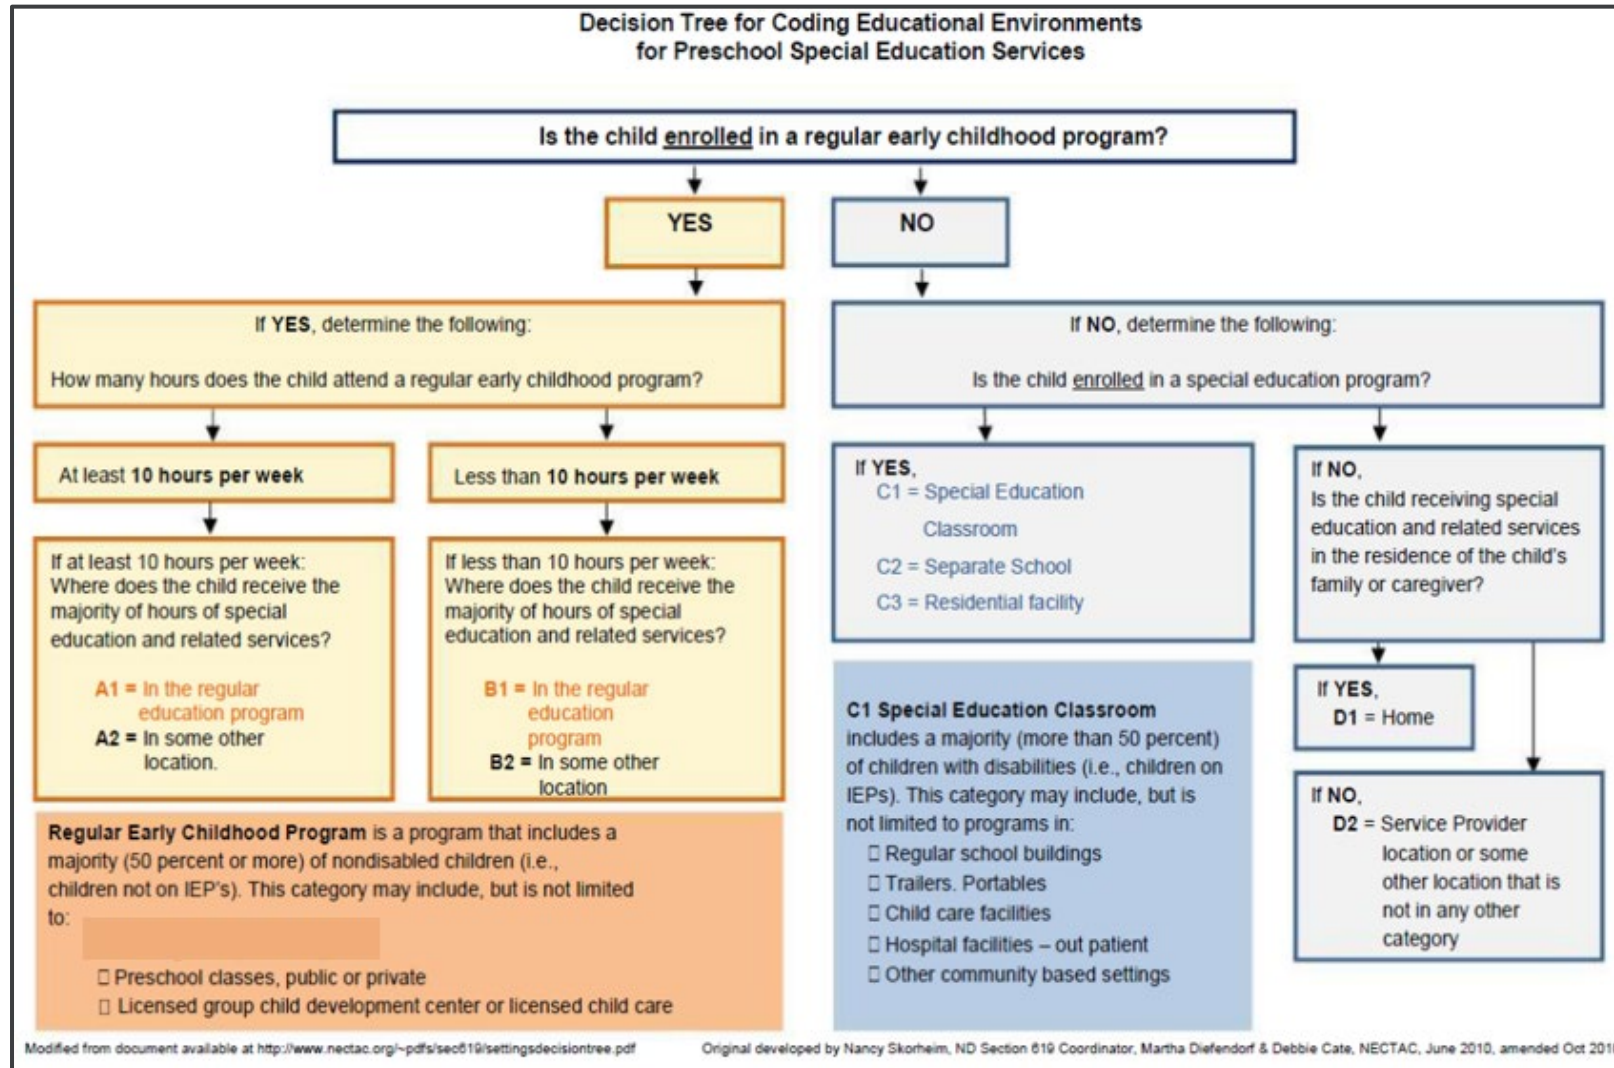 Decision Tree for Coding Educational Environments
for Preschool Special Education Services
Is the child enrolled in a regular early childhood program?
YES
NO
If YES, determine the following:
How many hours does the child attend a regular early childhood program?
If NO, determine the following:
Is the child enrolled in a special education program?
At least 10 hours per week
Less than 10 hours per week
If at least 10 hours per week:
Where does the child receive the
majority of hours of special
education and related services?
A1 = In the regular
education program
A2 = In some other
location.
If less than 10 hours per week:
Where does the child receive the
majority of hours of special
education and related services?
B1 = In the regular
education
program
B2 = In some other
location
If YES,
C1 = Special Education
Classroom
C2 = Separate School
C3 = Residential facility
If NO,
Is the child receiving special
education and related services
in the residence of the child's
family or caregiver?
If YES,
D1 = Home
If NO,
D2 = Service Provider
location or some
other location that is
not in any other
category
Regular Early Childhood Program is a program that includes a
majority (50 percent or more) of nondisabled children (i.e.,
children not on IEP's). This category may include, but is not limited
to:
Preschool classes, public or private
Licensed group child development center or licensed child care
C1 Special Education Classroom
includes a majority (more than 50 percent)
of children with disabilities (i.e., children on
IEPs). This category may include, but is
not limited to programs in:
Regular school buildings
Trailers. Portables
Child care facilities
Hospital facilities – out patient
Other community based settings
Modified from document available at http://www.nectac.org/~pdfs/sec619/settingsdecisiontree.pdf
Original developed by Nancy Skorheim, ND Section 619 Coordinator, Martha Diefendorf & Debbie Cate, NECTAC, June 2010, amended Oct